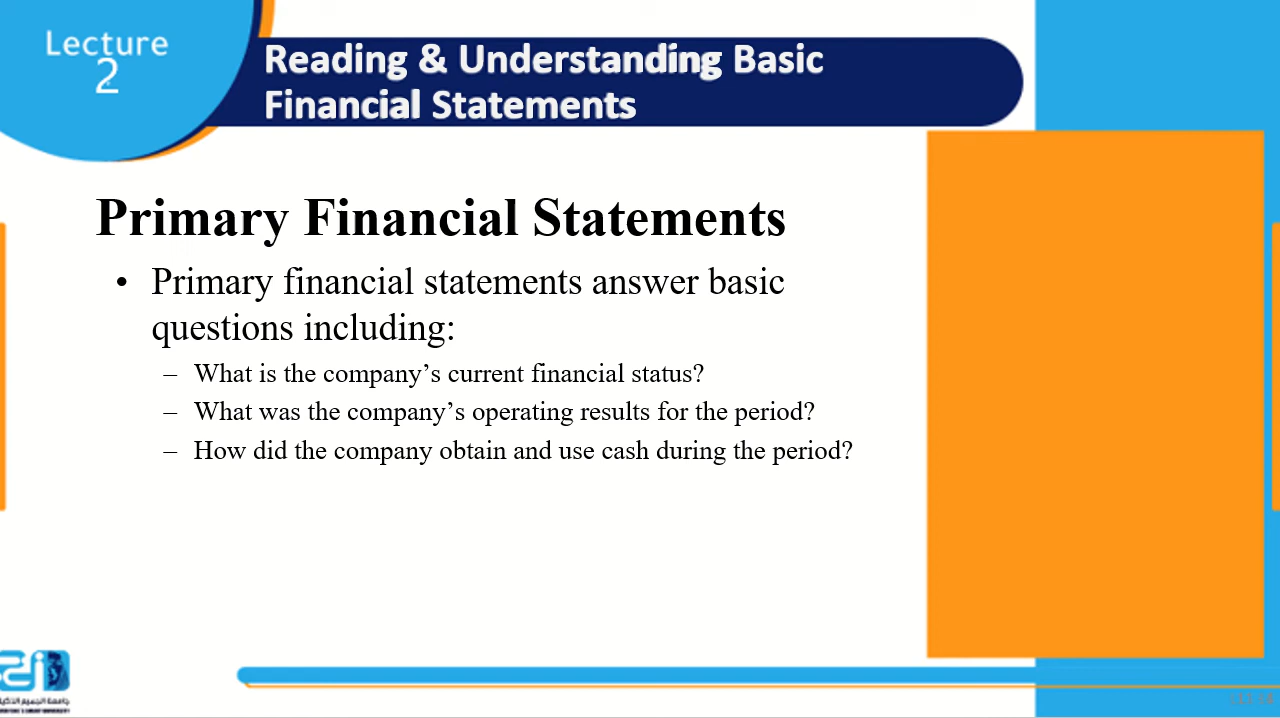 Lecture
2
Reading & Understanding Basic
Financial Statements
Primary Financial Statements
• Primary financial statements answer basic
questions including:
– What is the company’s current financial status?
– What was the company’s operating results for the period?
– How did the company obtain and use cash during the period?